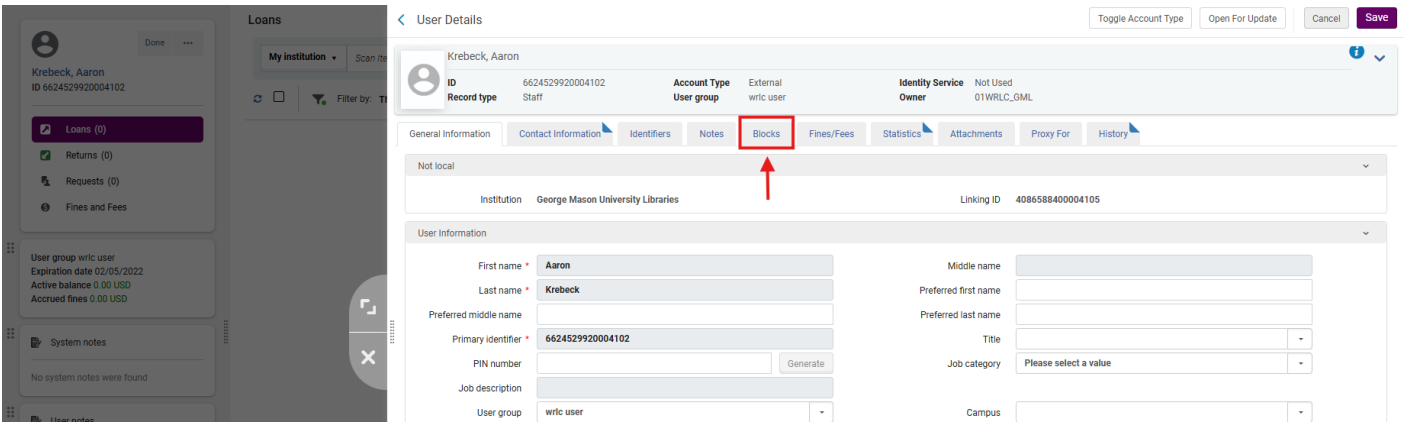 Done •••
Krebeck, Aaron
ID 6624529920004102
Loans (0)
Returns (0)
Requests (0)
Fines and Fees
User group wrlc user
Expiration date 02/05/2022
Active balance 0.00 USD
Accrued fines 0.00 USD
System notes
No system notes were found
User notes
Loans
My institution Scan Ite
Filter by: Th
User Details
Toggle Account Type Open For Update Cancel Save
Krebeck, Aaron
ID 6624529920004102 Account Type External Identity Service Not Used
Record type Staff User group wrlc user Owner 01WRLC_GML
General Information Contact Information Identifiers Notes Blocks Fines/Fees Statistics Attachments Proxy For History
Not local
Institution George Mason University Libraries Linking ID 4086588400004105
User Information
First name * Aaron Middle name
Last name * Krebeck Preferred first name
Preferred middle name Preferred last name
Primary identifier * 6624529920004102 Title
PIN number Generate Job category Please select a value
Job description
User group wrlc user Campus